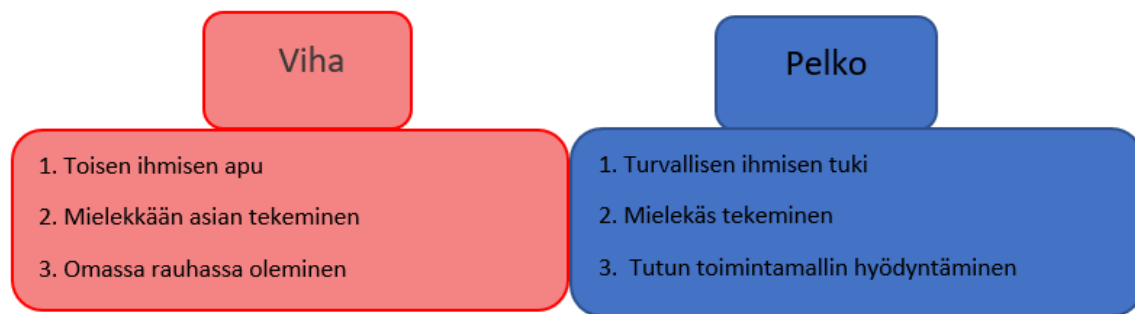 Viha
1. Toisen ihmisen apu
2. Mielekkään asian tekeminen
3. Omassa rauhassa oleminen
Pelko
1. Turvallisen ihmisen tuki
2. Mielekäs tekeminen
3. Tutun toimintamallin hyödyntäminen